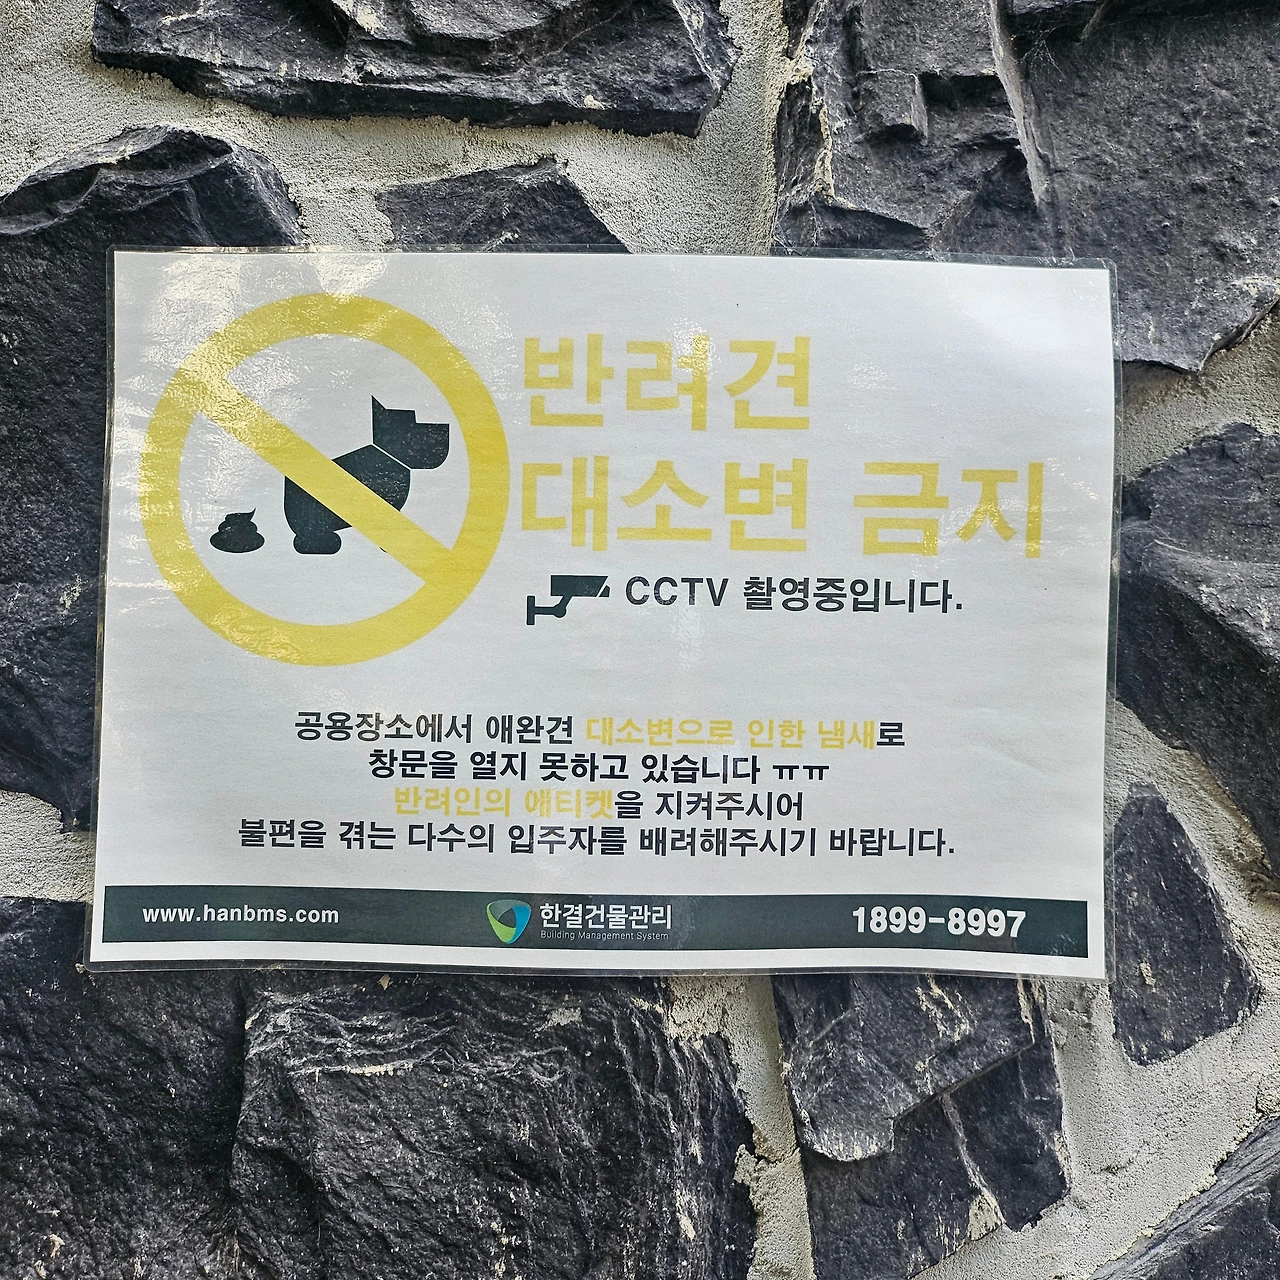 반려견
대소변 금지
CCTV 촬영중입니다.
공용장소에서 애완견 대소변으로 인한 냄새로
창문을 열지 못하고 있습니다 ㅠㅠ
반려인의 애티켓을 지켜주시어
불편을 겪는 다수의 입주자를 배려해주시기 바랍니다.
www.hanbms.com
한결건물관리
Building Management System
1899-8997